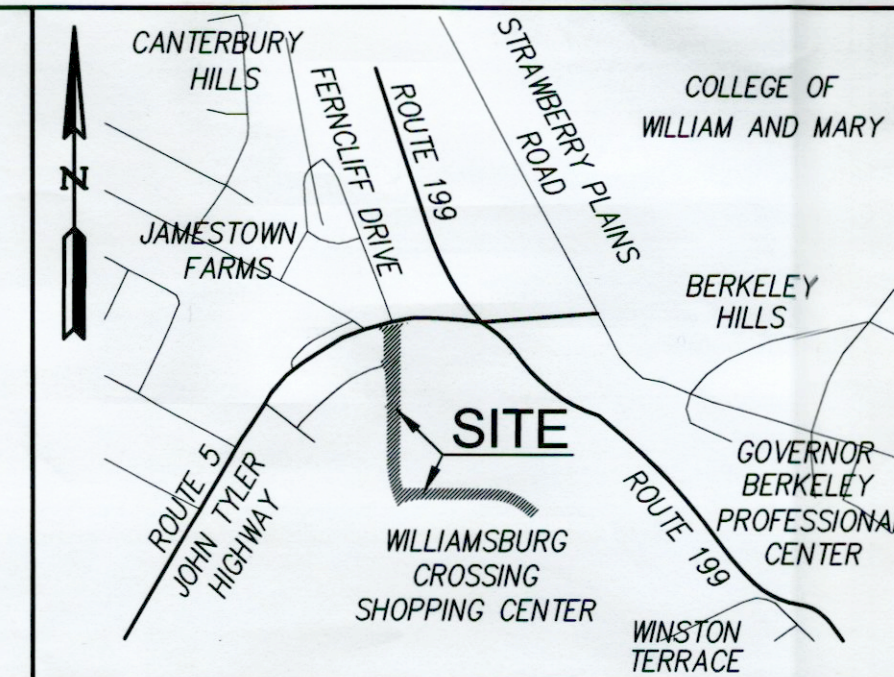 CANTERBURY
HILLS
FERNCLIFF DRIVE
ROUTE 199
STRAWBERRY PLAINS
ROAD
COLLEGE OF
WILLIAM AND MARY
N
JAMESTOWN
FARMS
BERKELEY
HILLS
SITE
ROUTE 5
JOHN TYLER
HIGHWAY
WILLIAMSBURG
CROSSING
SHOPPING CENTER
ROUTE 199
GOVERNOR
BERKELEY
PROFESSIONAL
CENTER
WINSTON
TERRACE